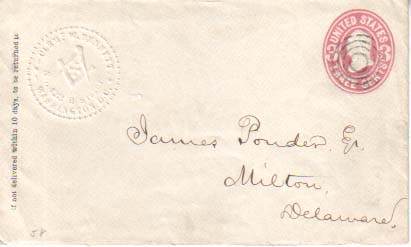 If not delivered within 10 days, to be returned to
WASHINGTON, D.C.
UNITED STATES
THREE CENTS
James Ponder, Esq.
Milton,
Delaware.
58